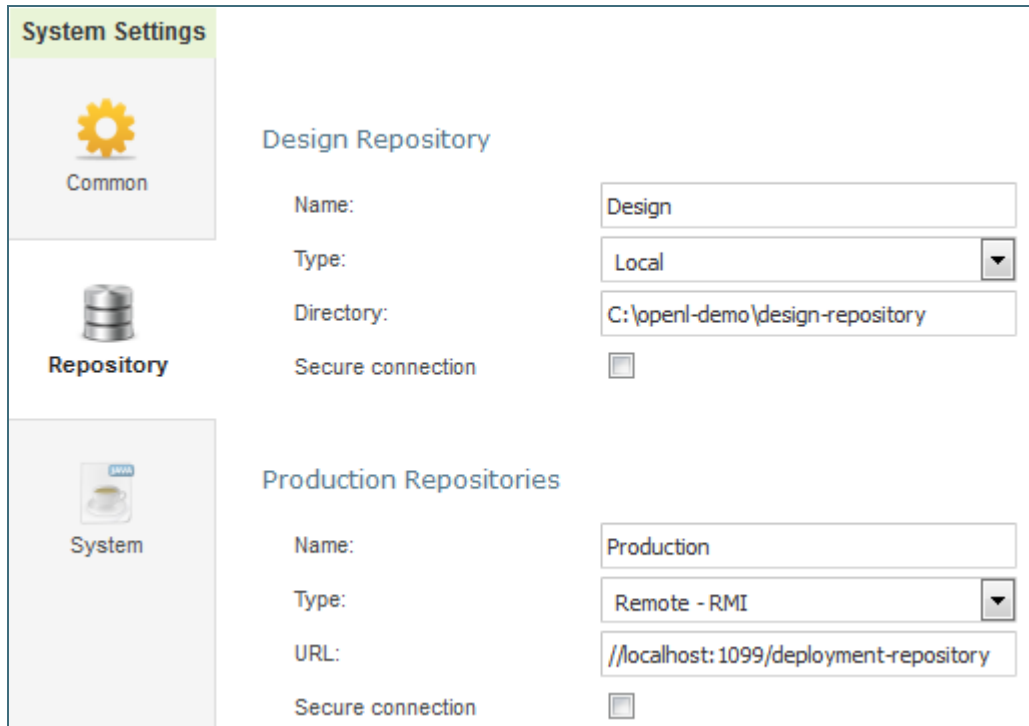 System Settings
Common
Repository
JAVA
System
Design Repository
Name: Design
Type: Local
Directory: C:\openl-demo\design-repository
Secure connection
Production Repositories
Name: Production
Type: Remote - RMI
URL: //localhost:1099/deployment-repository
Secure connection